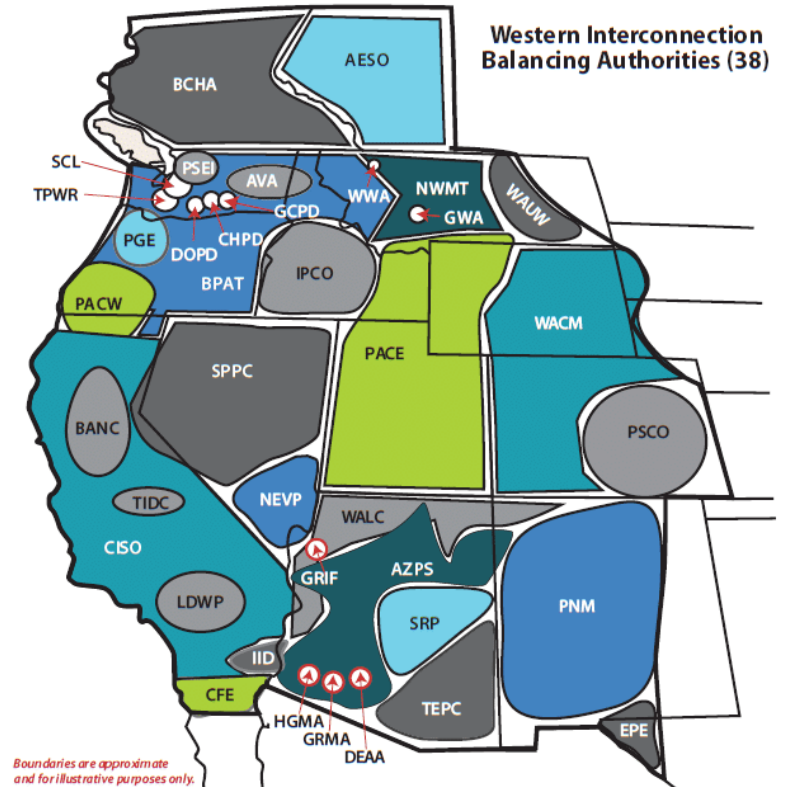 Western Interconnection
Balancing Authorities (38)
AESO
BCHA
SCL
PSEI
AVA
WWA
NWMT
WAUW
TPWR
GCPD
GWA
PGE
DOPD
CHPD
BPAT
IPCO
PACW
WACM
PACE
SPPC
BANC
PSCO
TIDC
NEVP
WALC
CISO
GRIF
AZPS
LDWP
SRP
PNM
IID
CFE
TEPC
HGMA
GRMA
DEAA
EPE
Boundaries are approximate
and for illustrative purposes only.